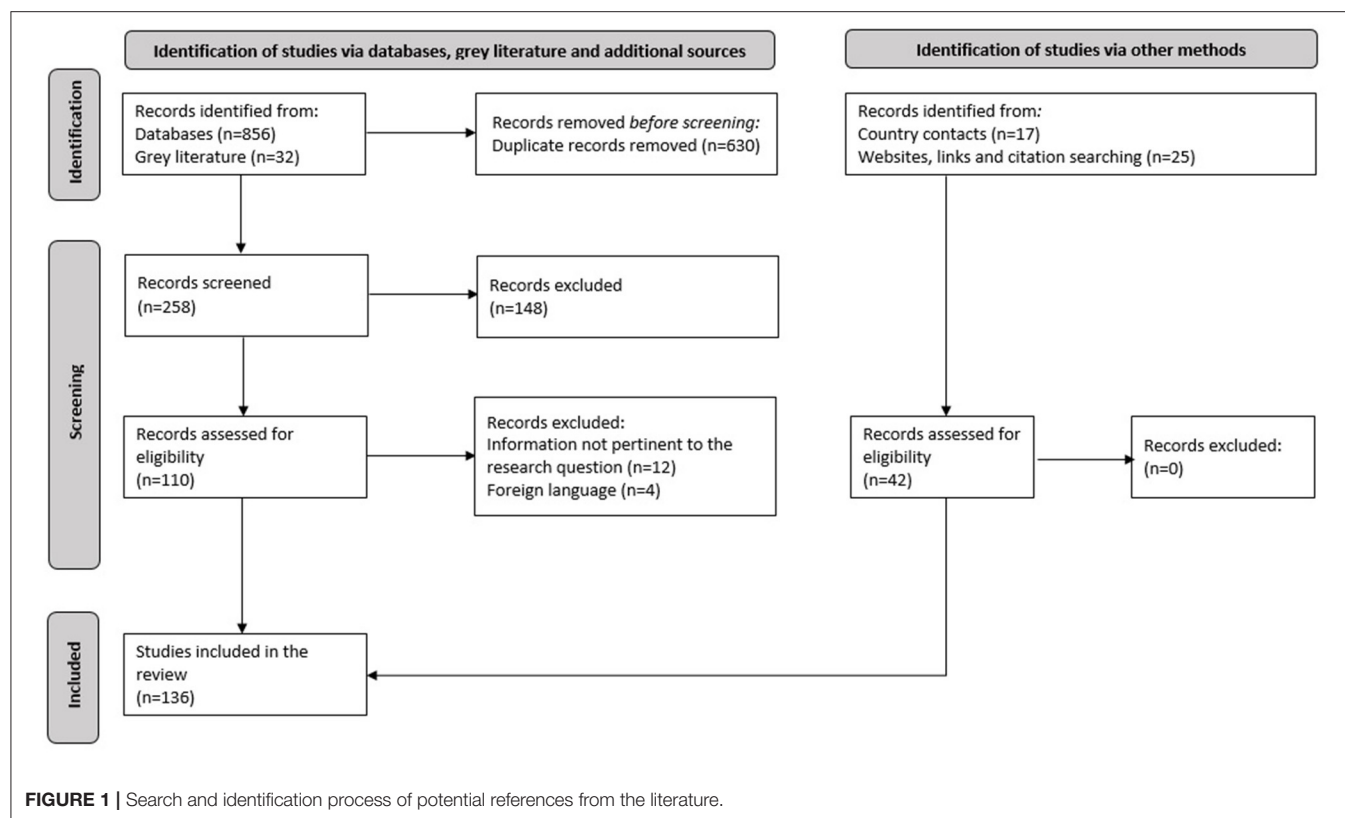 Identification of studies via databases, grey literature and additional sources
Identification of studies via other methods
Identification
Records identified from:
Databases (n=856)
Grey literature (n=32)
Records removed before screening:
Duplicate records removed (n=630)
Records identified from:
Country contacts (n=17)
Websites, links and citation searching (n=25)
Screening
Records screened
(n=258)
Records excluded
(n=148)
Records assessed for
eligibility
(n=110)
Records excluded:
Information not pertinent to the
research question (n=12)
Foreign language (n=4)
Records assessed for
eligibility
(n=42)
Records excluded:
(n=0)
Included
Studies included in the
review
(n=136)
FIGURE 1 | Search and identification process of potential references from the literature.